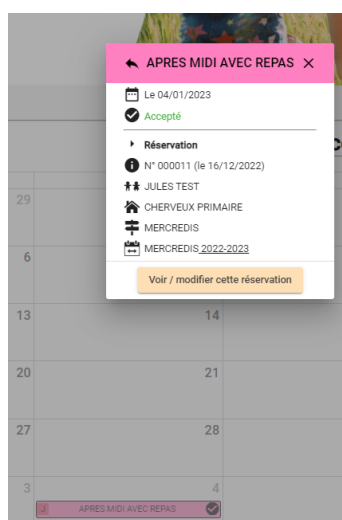 APRES MIDI AVEC REPAS
Le 04/01/2023
Accepté
Réservation
N° 000011 (le 16/12/2022)
JULES TEST
CHERVEUX PRIMAIRE
MERCREDIS
MERCREDIS 2022-2023
Voir / modifier cette réservation
29
6
13 14
20 21
27 28
3 4
J APRES MIDI AVEC REPAS